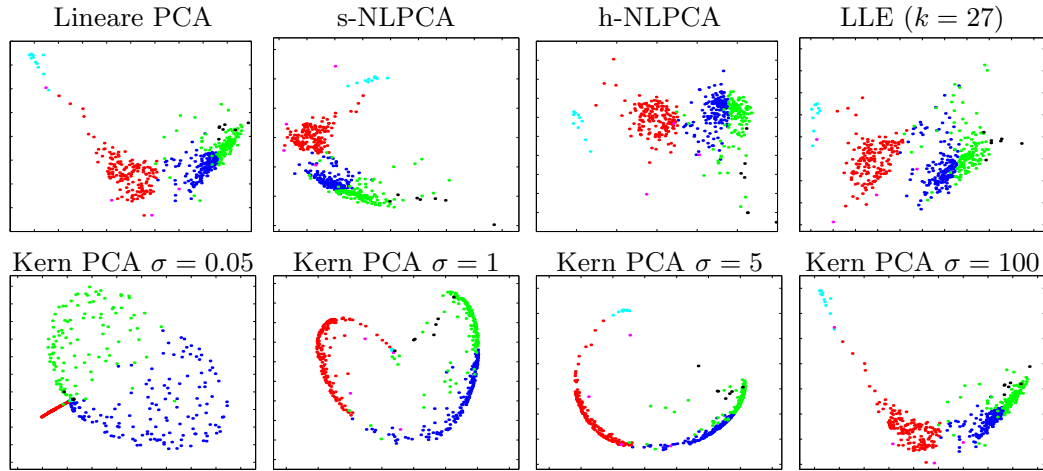 Lineare PCA
s-NLPCA
h-NLPCA
LLE (k = 27)
Kern PCA σ = 0.05
Kern PCA σ = 1
Kern PCA σ = 5
Kern PCA σ = 100